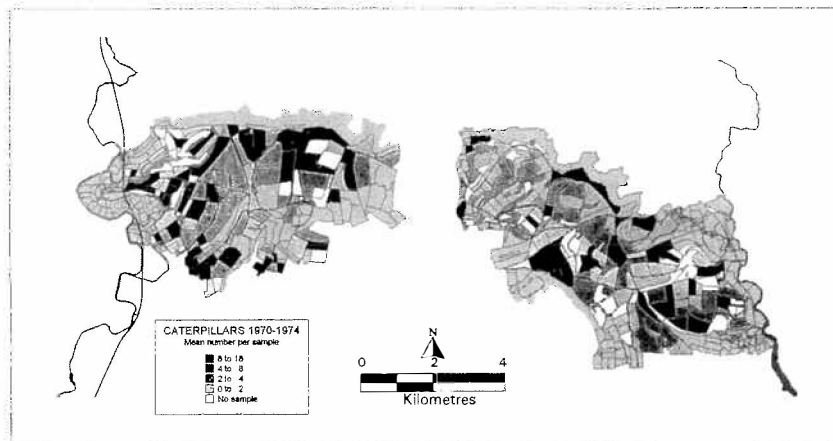 CATERPILLARS 1970-1974
Mean number per sample
8 to 18
4 to 8
2 to 4
0 to 2
No sample
N
0 2 4
Kilometres